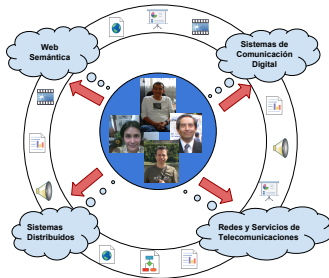 Web
Semántica
Sistemas de
Comunicación
Digital
Sistemas
Distribuidos
Redes y Servicios de
Telecomunicaciones